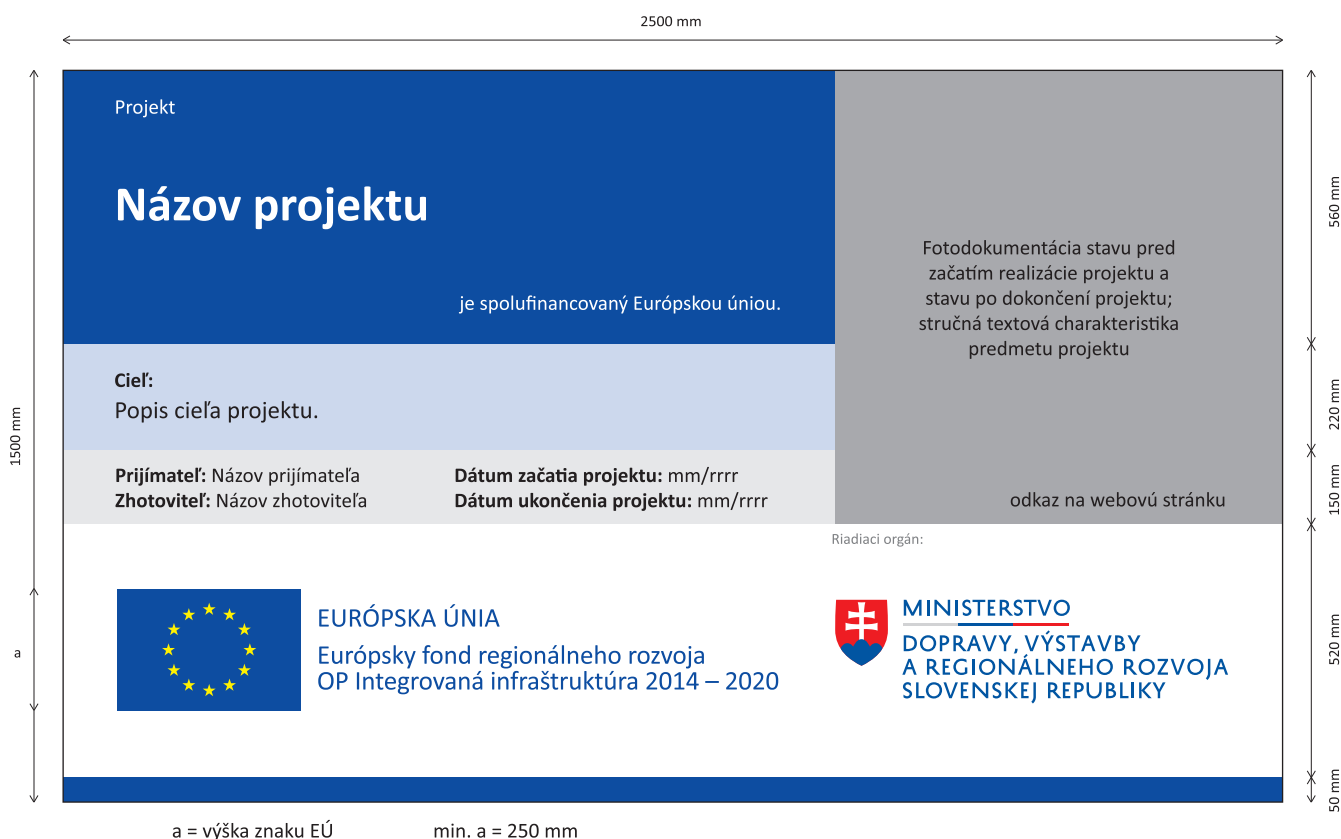 2500 mm
Projekt
Názov projektu
je spolufinancovaný Európskou úniou.
Fotodokumentácia stavu pred
začatím realizácie projektu a
stavu po dokončení projektu;
stručná textová charakteristika
predmetu projektu
560 mm
Cieľ:
Popis cieľa projektu.
220 mm
1500 mm
Prijímateľ: Názov prijímateľa
Zhotoviteľ: Názov zhotoviteľa
Dátum začatia projektu: mm/rrrr
Dátum ukončenia projektu: mm/rrrr
odkaz na webovú stránku
150 mm
Riadiaci orgán:
a
EURÓPSKA ÚNIA
Európsky fond regionálneho rozvoja
OP Integrovaná infraštruktúra 2014 – 2020
MINISTERSTVO
DOPRAVY, VÝSTAVBY
A REGIONÁLNEHO ROZVOJA
SLOVENSKEJ REPUBLIKY
520 mm
50 mm
a = výška znaku EÚ
min. a = 250 mm